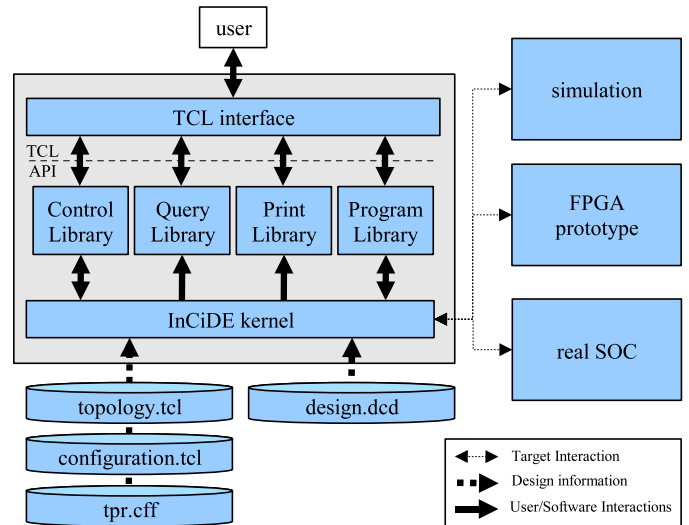 user
simulation
TCL interface
TCL
API
Control
Library
Query
Library
Print
Library
Program
Library
FPGA
prototype
InCiDE kernel
real SOC
topology.tcl
design.dcd
configuration.tcl
tpr.cff
Target Interaction
Design information
User/Software Interactions